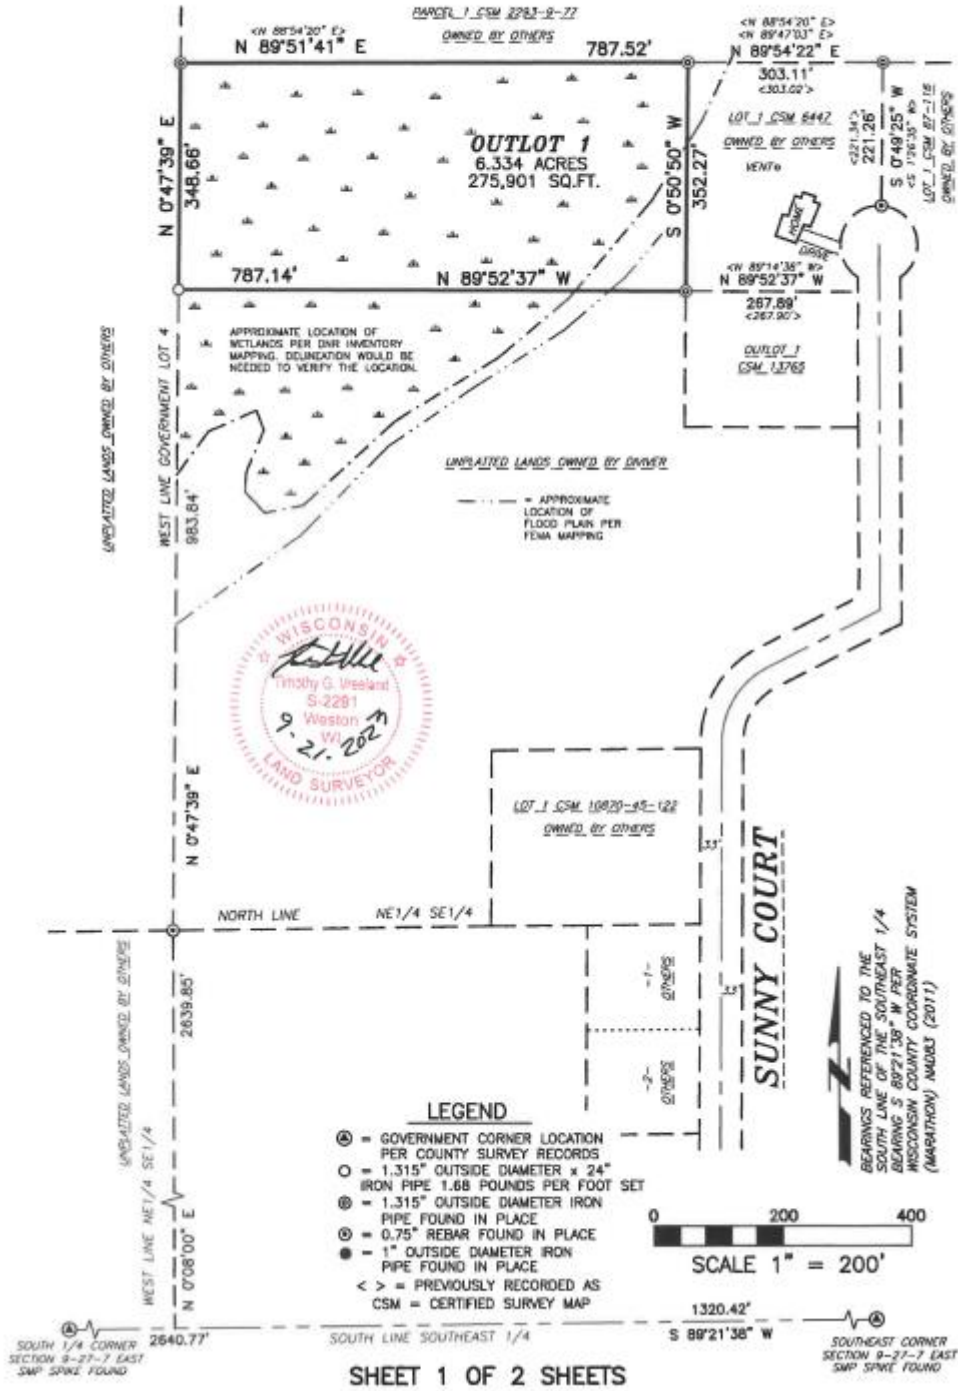 PARCEL 1 CSM 2293-9-77
OWNED BY OTHERS
<N 88°54'20" E>
N 89°51'41" E
787.52'
<N 88°54'20" E>
<N 89°47'03" E>
N 89°54'22" E
303.11'
<303.02'>
LOT 1 CSM 6447
OWNED BY OTHERS
VENT
<221.34'>
221.26'
S 0°49'25" W
<S 1°26'35" W>
LOT 1 CSM 87-118
OWNED BY OTHERS
N 0°47'39" E
348.66'
OUTLOT 1
6.334 ACRES
275,901 SQ.FT.
S 0°50'50" W
352.27'
HOME
DRIVE
787.14'
N 89°52'37" W
<N 89°14'38" W>
N 89°52'37" W
267.89'
<267.90'>
OUTLOT 1
CSM 13765
APPROXIMATE LOCATION OF
WETLANDS PER DNR INVENTORY
MAPPING. DELINEATION WOULD BE
NEEDED TO VERIFY THE LOCATION.
UNPLATTED LANDS OWNED BY OTHERS
WEST LINE GOVERNMENT LOT 4
983.84'
UNPLATTED LANDS OWNED BY DIVIVER
= APPROXIMATE
LOCATION OF
FLOOD PLAIN PER
FEMA MAPPING
WISCONSIN
Timothy G. Vreeland
S-2291
Weston
WI
9-21-2023
LAND SURVEYOR
N 0°47'39" E
LOT 1 CSM 10870-45-122
OWNED BY OTHERS
33'
SUNNY COURT
NORTH LINE NE1/4 SE1/4
-1-
OTHERS
33'
-2-
OTHERS
UNPLATTED LANDS OWNED BY OTHERS
2639.85'
WEST LINE NE1/4 SE1/4
N 0°08'00" E
BEARINGS REFERENCED TO THE
SOUTH LINE OF THE SOUTHEAST 1/4
BEARING S 89°21'38" W PER
WISCONSIN COUNTY COORDINATE SYSTEM
(MARATHON) NAD83 (2011)
LEGEND
= GOVERNMENT CORNER LOCATION
PER COUNTY SURVEY RECORDS
= 1.315" OUTSIDE DIAMETER x 24"
IRON PIPE 1.68 POUNDS PER FOOT SET
= 1.315" OUTSIDE DIAMETER IRON
PIPE FOUND IN PLACE
= 0.75" REBAR FOUND IN PLACE
= 1" OUTSIDE DIAMETER IRON
PIPE FOUND IN PLACE
< > = PREVIOUSLY RECORDED AS
CSM = CERTIFIED SURVEY MAP
0 200 400
SCALE 1" = 200'
SOUTH 1/4 CORNER
SECTION 9-27-7 EAST
SMP SPIKE FOUND
2640.77'
SOUTH LINE SOUTHEAST 1/4
1320.42'
S 89°21'38" W
SOUTHEAST CORNER
SECTION 9-27-7 EAST
SMP SPIKE FOUND
SHEET 1 OF 2 SHEETS